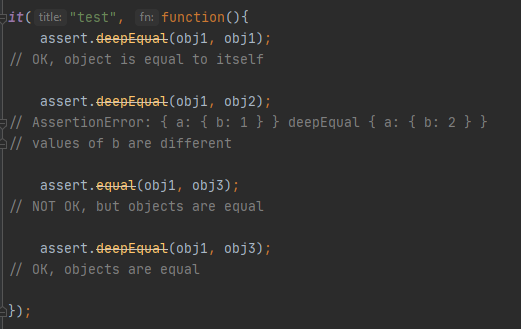 it( title: "test", fn: function(){
assert.deepEqual(obj1, obj1);
// OK, object is equal to itself
assert.deepEqual(obj1, obj2);
// AssertionError: { a: { b: 1 } } deepEqual { a: { b: 2 } }
// values of b are different
assert.equal(obj1, obj3);
// NOT OK, but objects are equal
assert.deepEqual(obj1, obj3);
// OK, objects are equal
});